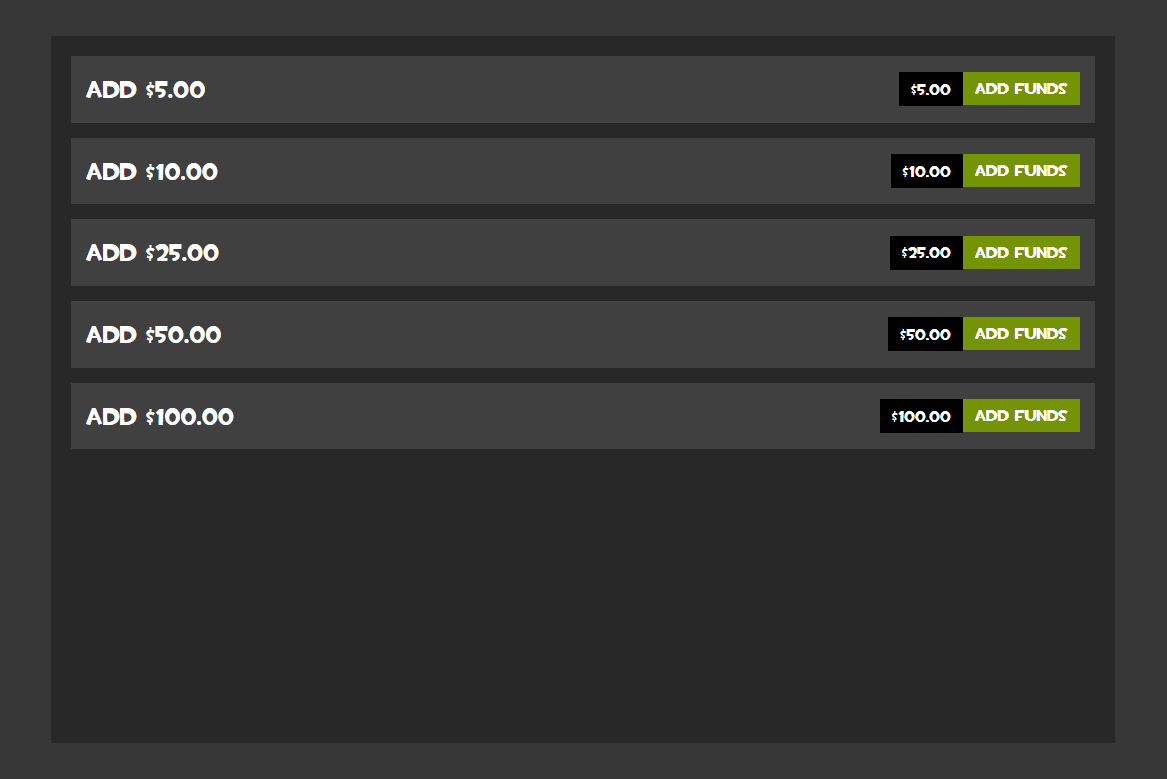 ADD $5.00 $5.00 ADD FUNDS
ADD $10.00 $10.00 ADD FUNDS
ADD $25.00 $25.00 ADD FUNDS
ADD $50.00 $50.00 ADD FUNDS
ADD $100.00 $100.00 ADD FUNDS